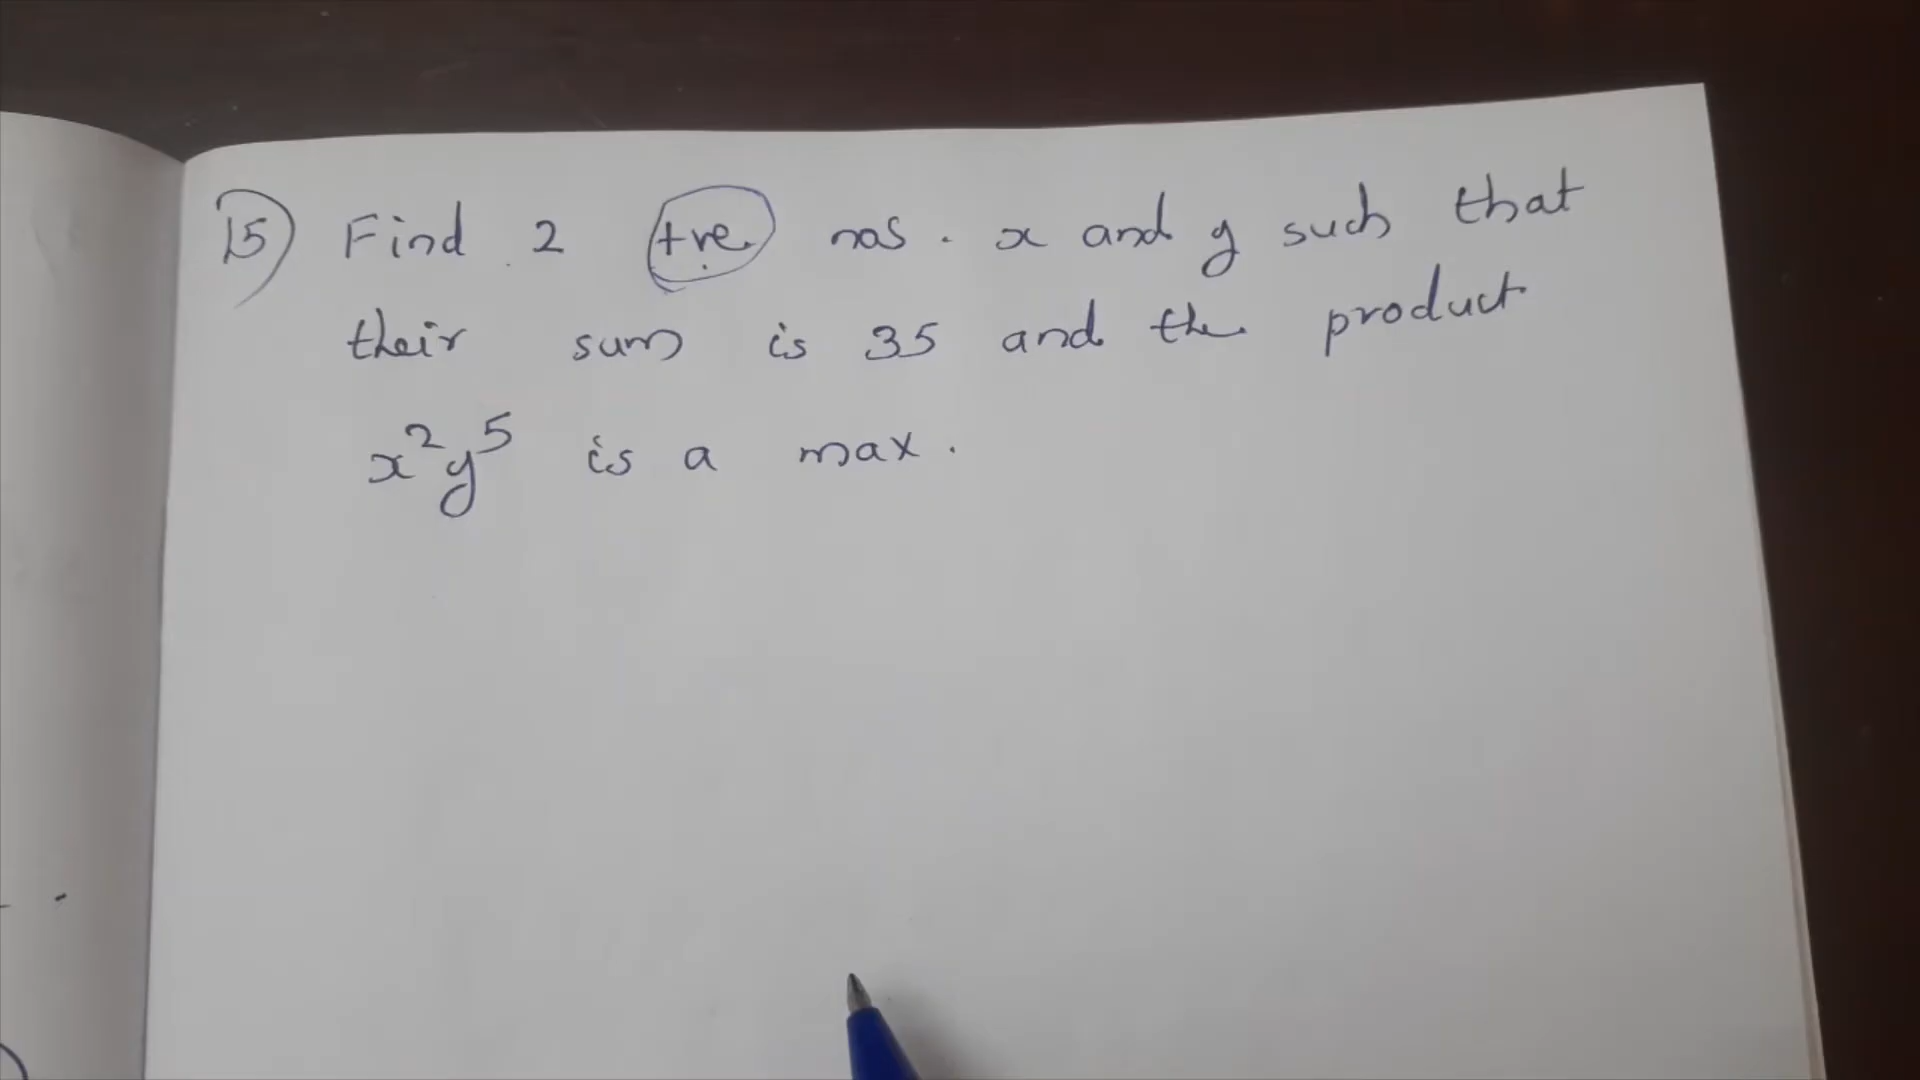 15) Find 2 +ve nos. x and y such that
their sum is 35 and the product
x²y⁵ is a max.